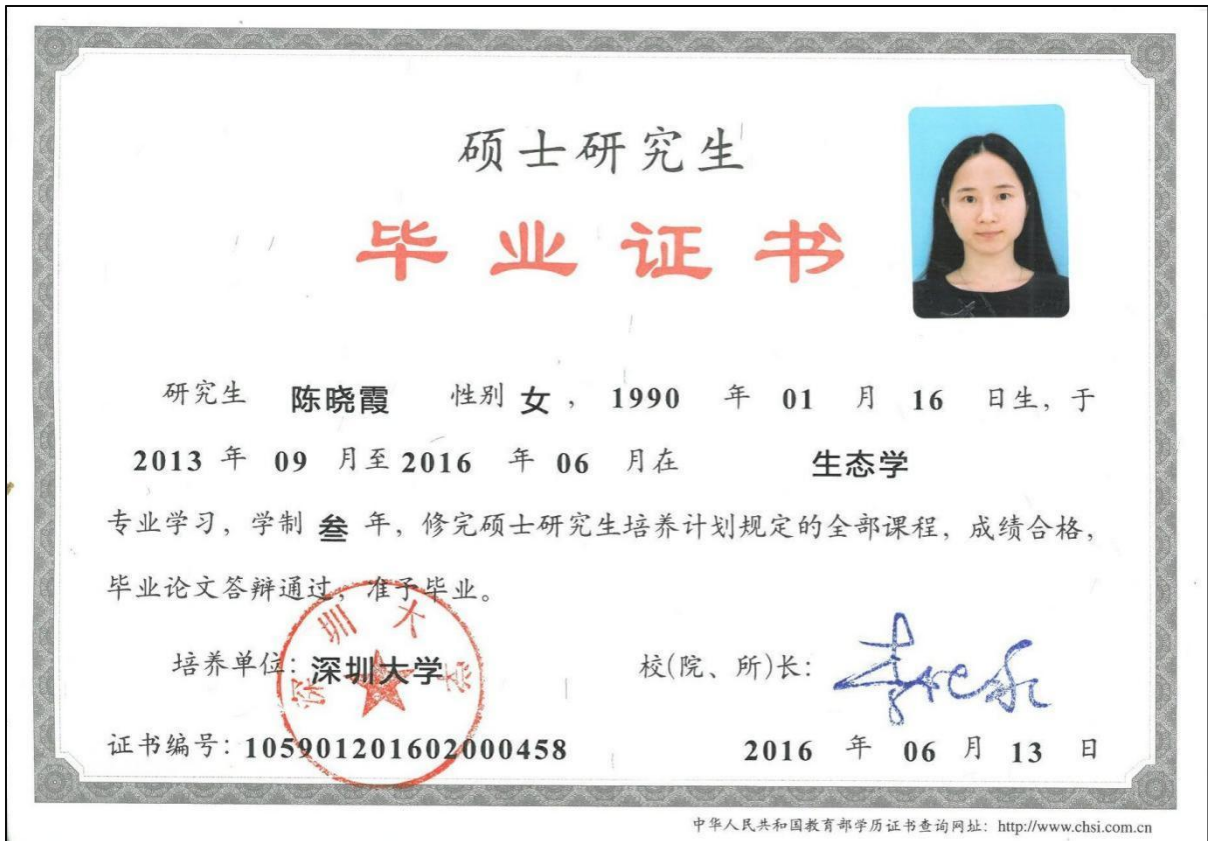 硕士研究生
毕业证书
研究生 陈晓霞 性别 女，1990 年 01 月 16 日生，于
2013 年 09 月至 2016 年 06 月在 生态学
专业学习，学制 叁 年，修完硕士研究生培养计划规定的全部课程，成绩合格，
毕业论文答辩通过，准予毕业。
深圳大学
培养单位：深圳大学 校(院、所)长：
证书编号：105901201602000458 2016 年 06 月 13 日
中华人民共和国教育部学历证书查询网址：http://www.chsi.com.cn